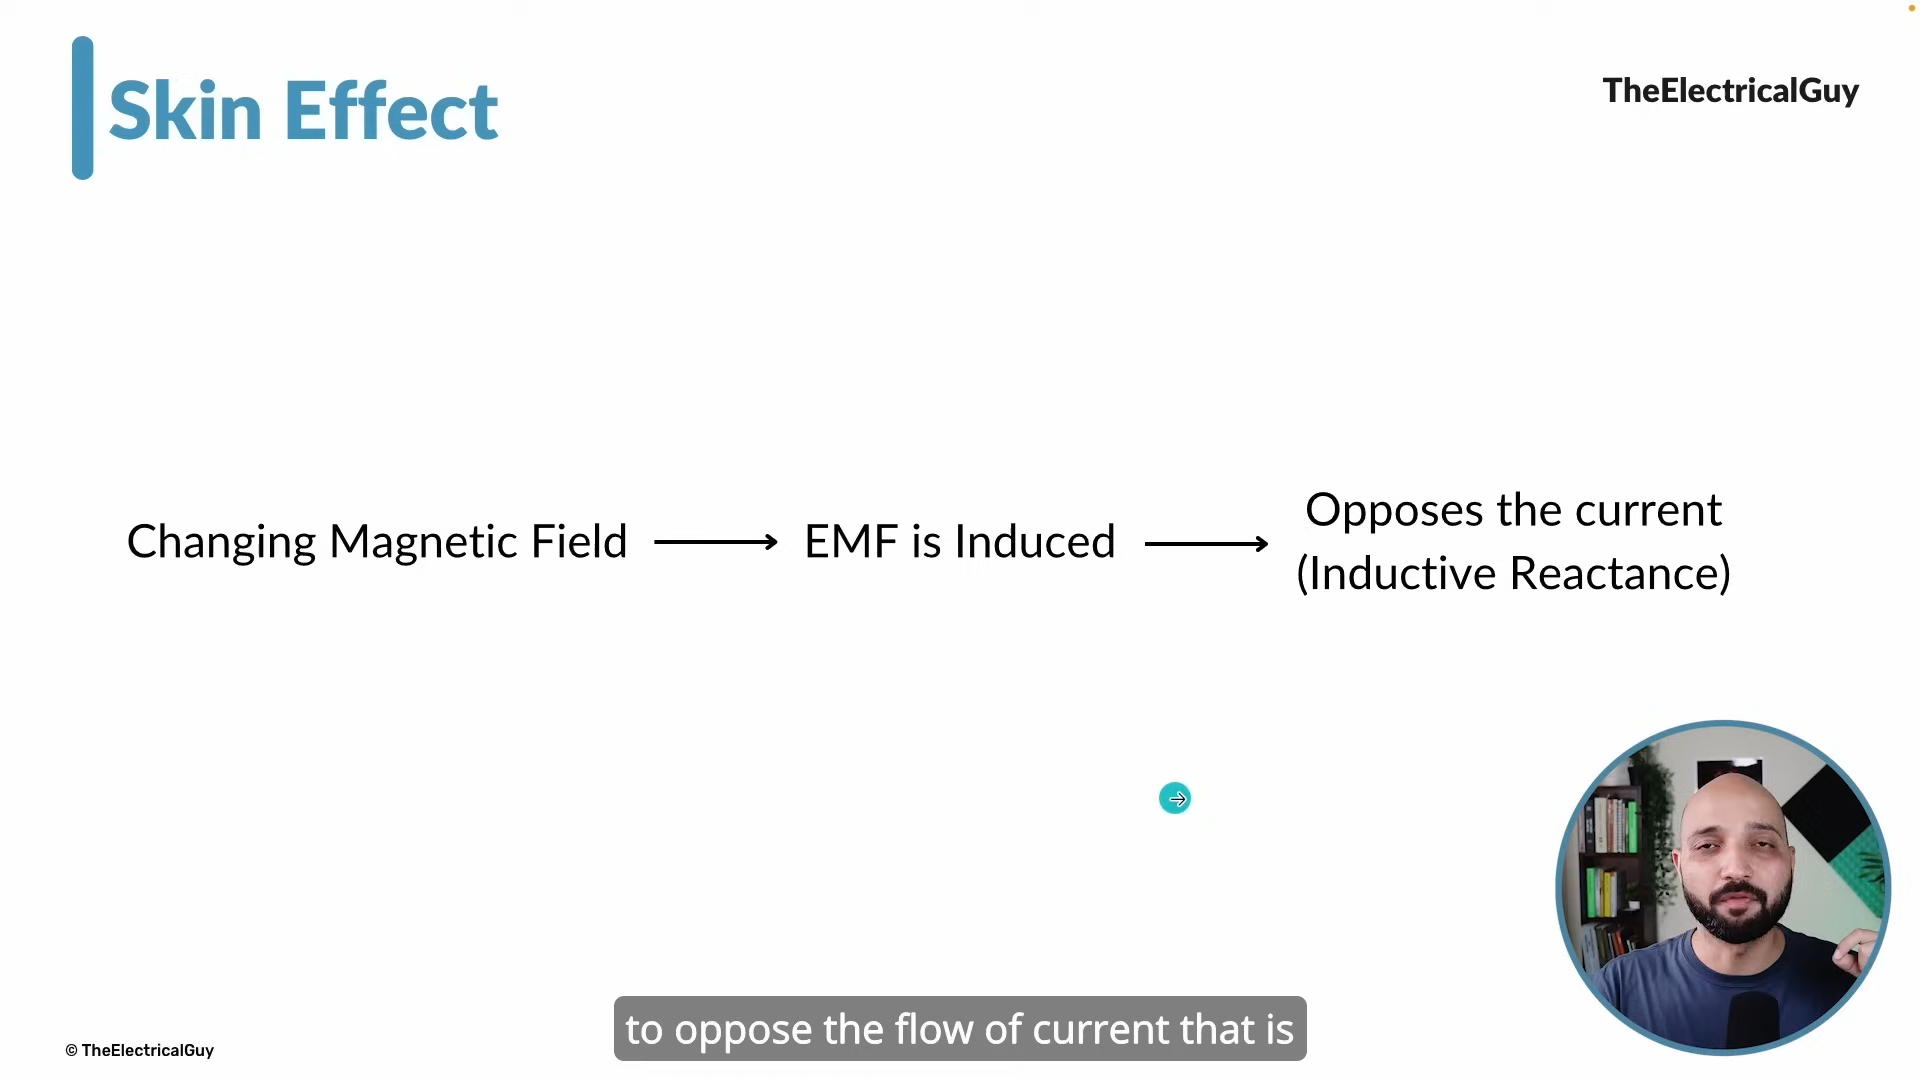 Skin Effect
TheElectricalGuy
Changing Magnetic Field
EMF is Induced
Opposes the current
(Inductive Reactance)
to oppose the flow of current that is
© TheElectricalGuy